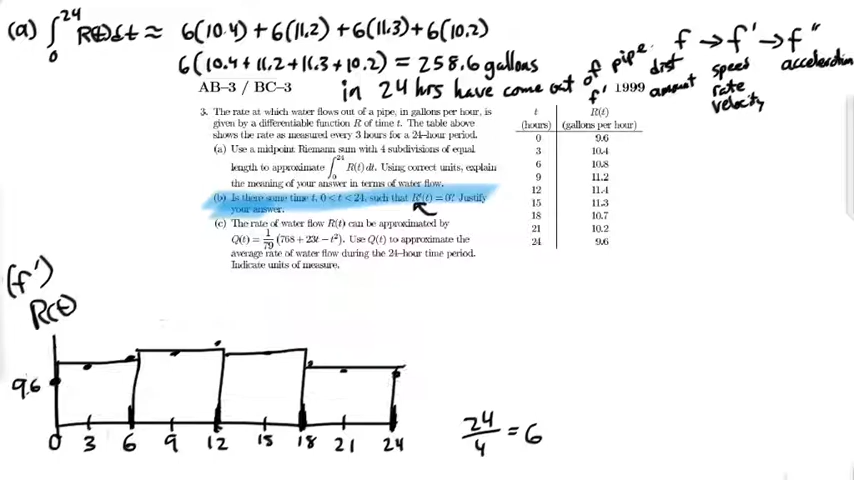 (a) ∫₀²⁴ R(t)dt ≈ 6(10.4) + 6(11.2) + 6(11.3) + 6(10.2)
6(10.4 + 11.2 + 11.3 + 10.2) = 258.6 gallons
in 24 hrs have come out of pipe.
f → f' → f"
f dist speed acceleration
f' amount rate
velocity
AB-3 / BC-3
1999
3. The rate at which water flows out of a pipe, in gallons per hour, is
given by a differentiable function R of time t. The table above
shows the rate as measured every 3 hours for a 24-hour period.
(a) Use a midpoint Riemann sum with 4 subdivisions of equal
length to approximate ∫₀²⁴ R(t) dt. Using correct units, explain
the meaning of your answer in terms of water flow.
(b) Is there some time t, 0 < t < 24, such that R'(t) = 0? Justify
your answer.
(c) The rate of water flow R(t) can be approximated by
Q(t) = 1/79 (768 + 23t − t²). Use Q(t) to approximate the
average rate of water flow during the 24-hour time period.
Indicate units of measure.
t R(t)
(hours) (gallons per hour)
0 9.6
3 10.4
6 10.8
9 11.2
12 11.4
15 11.3
18 10.7
21 10.2
24 9.6
(f')
R(t)
9.6
0 3 6 9 12 15 18 21 24
24/4 = 6